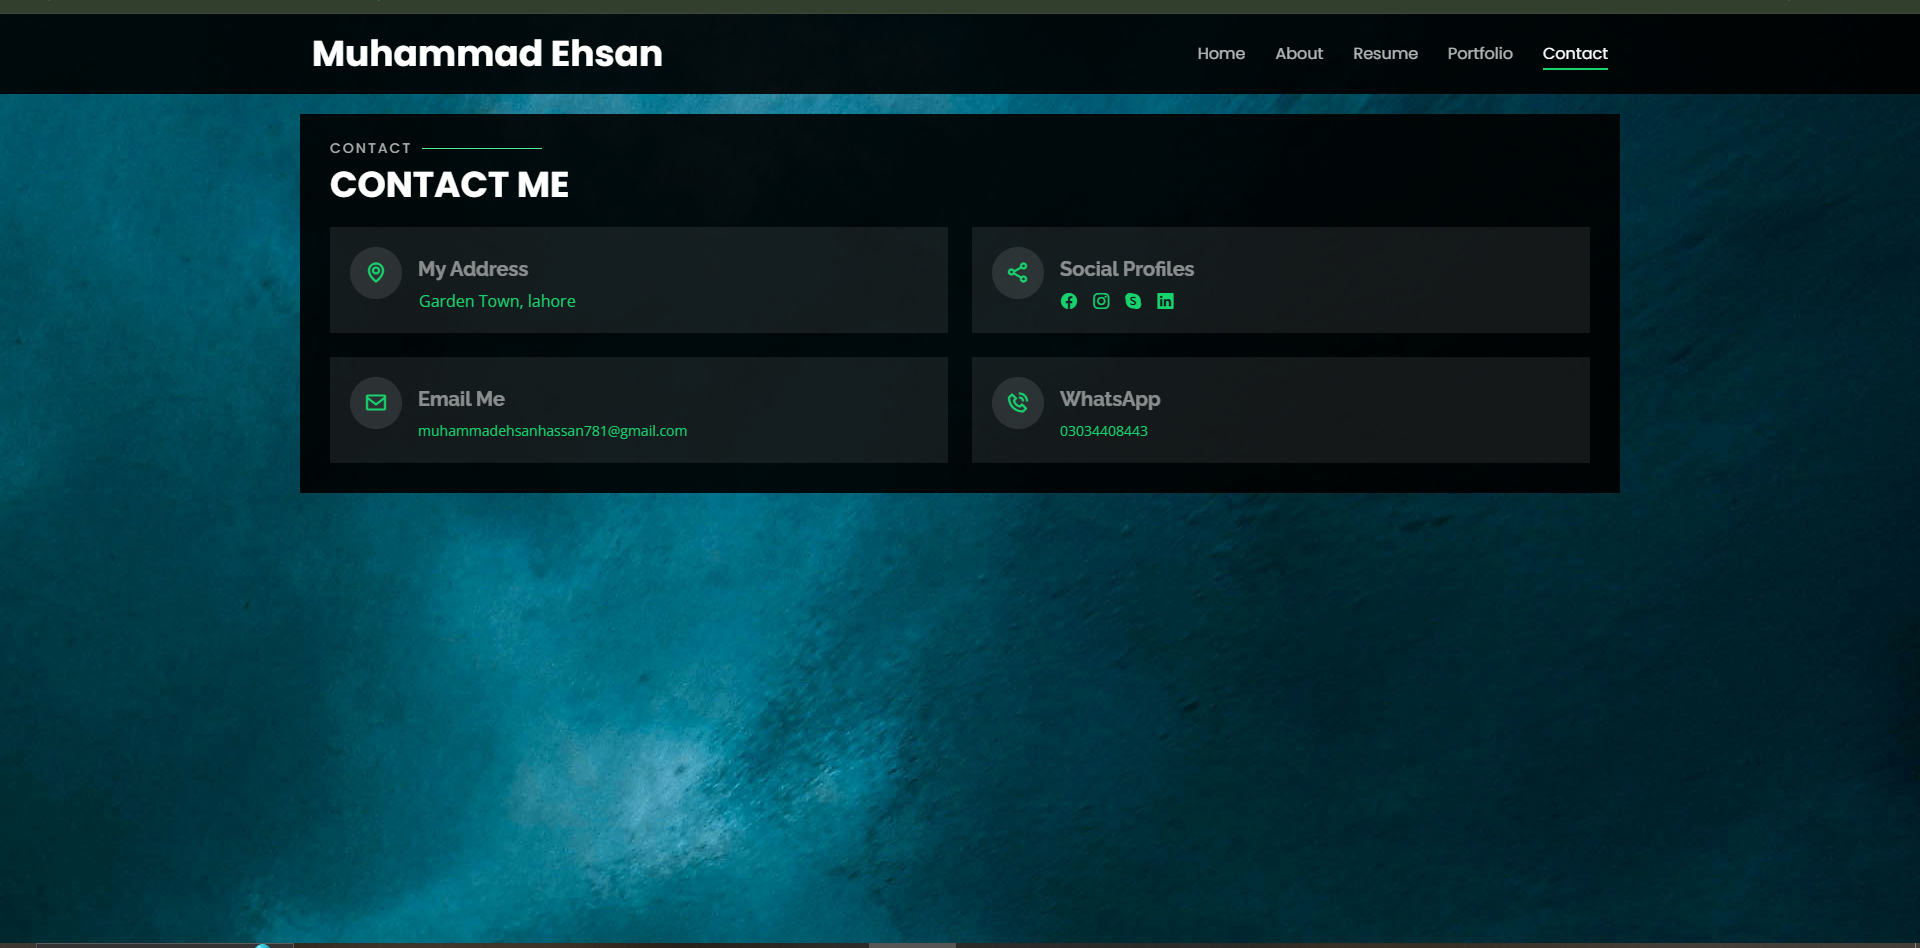 Muhammad Ehsan
Home About Resume Portfolio Contact
CONTACT
CONTACT ME
My Address
Garden Town, lahore
Social Profiles
Email Me
muhammadehsanhassan781@gmail.com
WhatsApp
03034408443